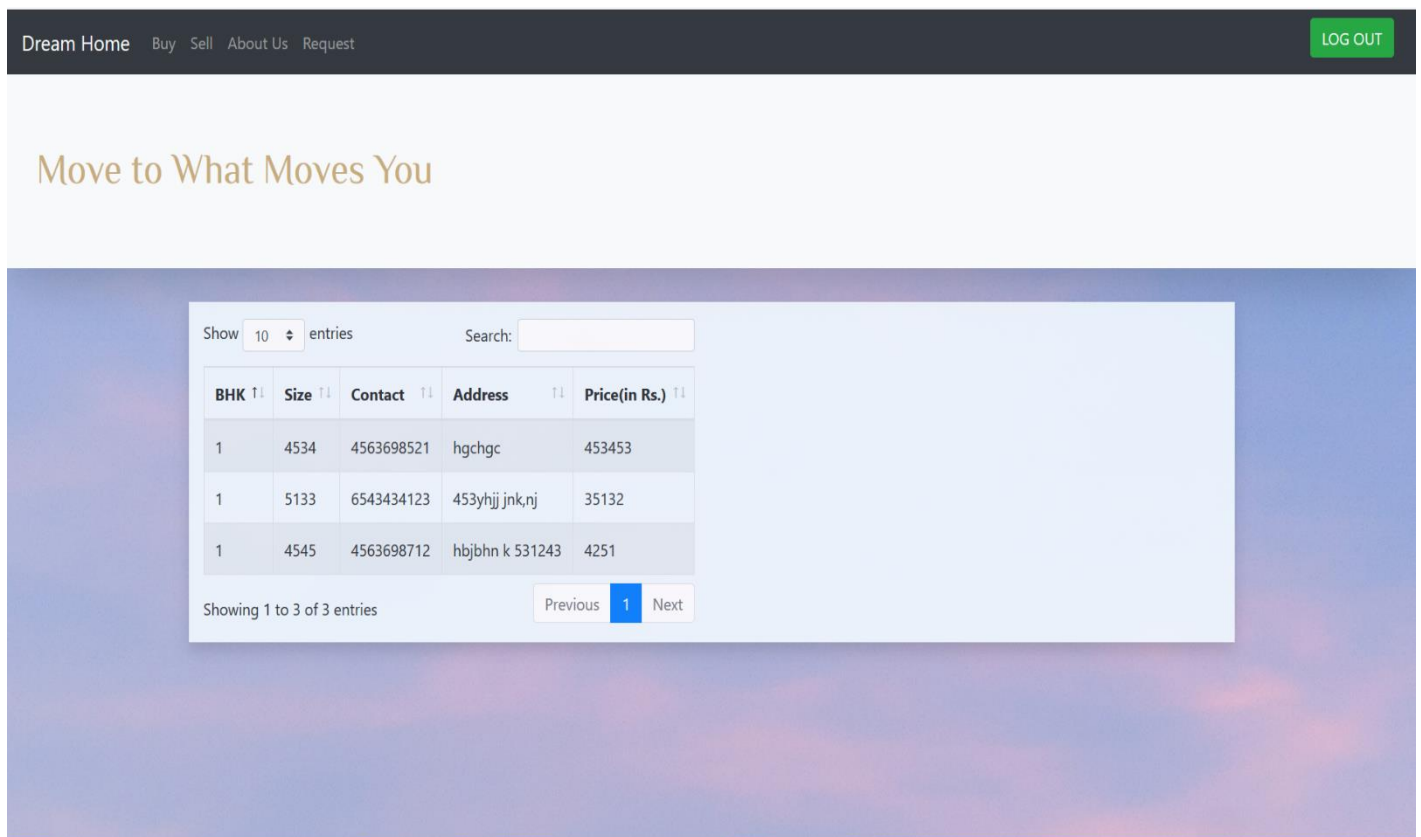 Dream Home Buy Sell About Us Request LOG OUT
Move to What Moves You
Show 10 entries Search:
BHK Size Contact Address Price(in Rs.)
1 4534 4563698521 hgchgc 453453
1 5133 6543434123 453yhjj jnk,nj 35132
1 4545 4563698712 hbjbhn k 531243 4251
Showing 1 to 3 of 3 entries Previous 1 Next